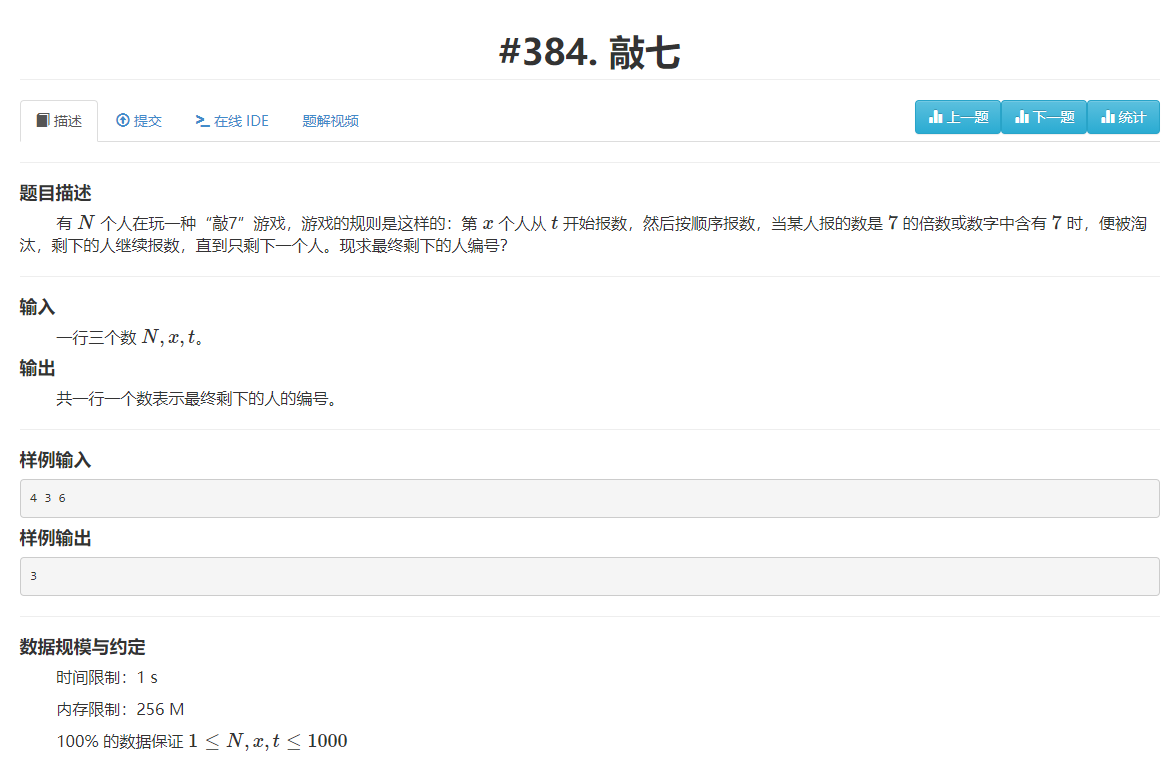 #384. 敲七
描述 提交 在线 IDE 题解视频 上一题 下一题 统计
题目描述
有 N 个人在玩一种“敲7”游戏，游戏的规则是这样的：第 x 个人从 t 开始报数，然后按顺序报数，当某人报的数是 7 的倍数或数字中含有 7 时，便被淘
汰，剩下的人继续报数，直到只剩下一个人。现求最终剩下的人编号？
输入
一行三个数 N, x, t。
输出
共一行一个数表示最终剩下的人的编号。
样例输入
4 3 6
样例输出
3
数据规模与约定
时间限制：1 s
内存限制：256 M
100% 的数据保证 1 ≤ N, x, t ≤ 1000